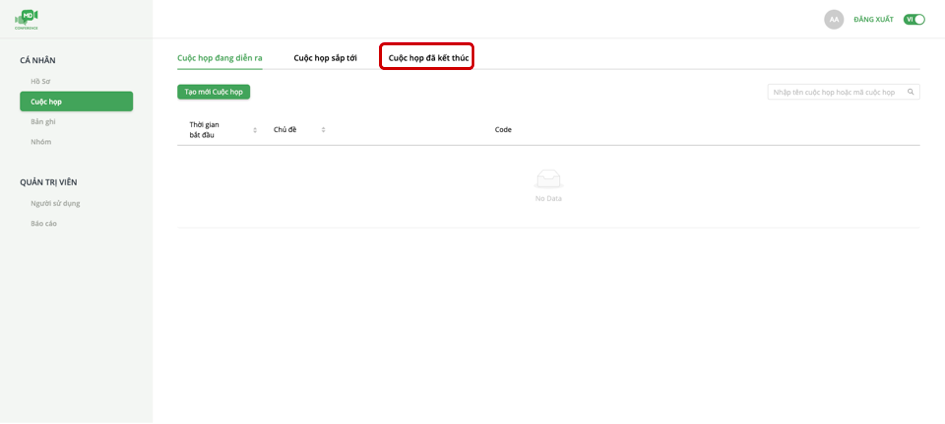 HD
CONFERENCE
AA
ĐĂNG XUẤT
VI
CÁ NHÂN
Hồ Sơ
Cuộc họp
Bản ghi
Nhóm
QUẢN TRỊ VIÊN
Người sử dụng
Báo cáo
Cuộc họp đang diễn ra
Cuộc họp sắp tới
Cuộc họp đã kết thúc
Tạo mới Cuộc họp
Nhập tên cuộc họp hoặc mã cuộc họp
Thời gian
bắt đầu
Chủ đề
Code
No Data